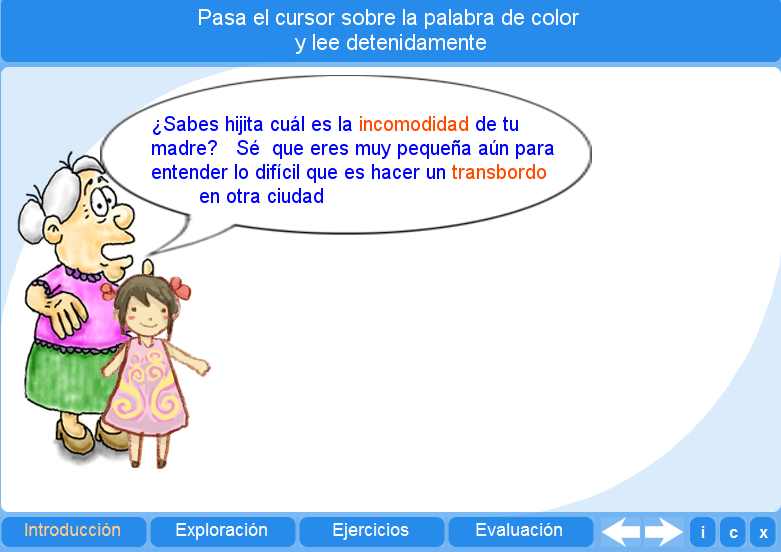 Pasa el cursor sobre la palabra de color
y lee detenidamente
¿Sabes hijita cuál es la incomodidad de tu
madre? Sé que eres muy pequeña aún para
entender lo difícil que es hacer un transbordo
en otra ciudad
Introducción Exploración Ejercicios Evaluación i c x